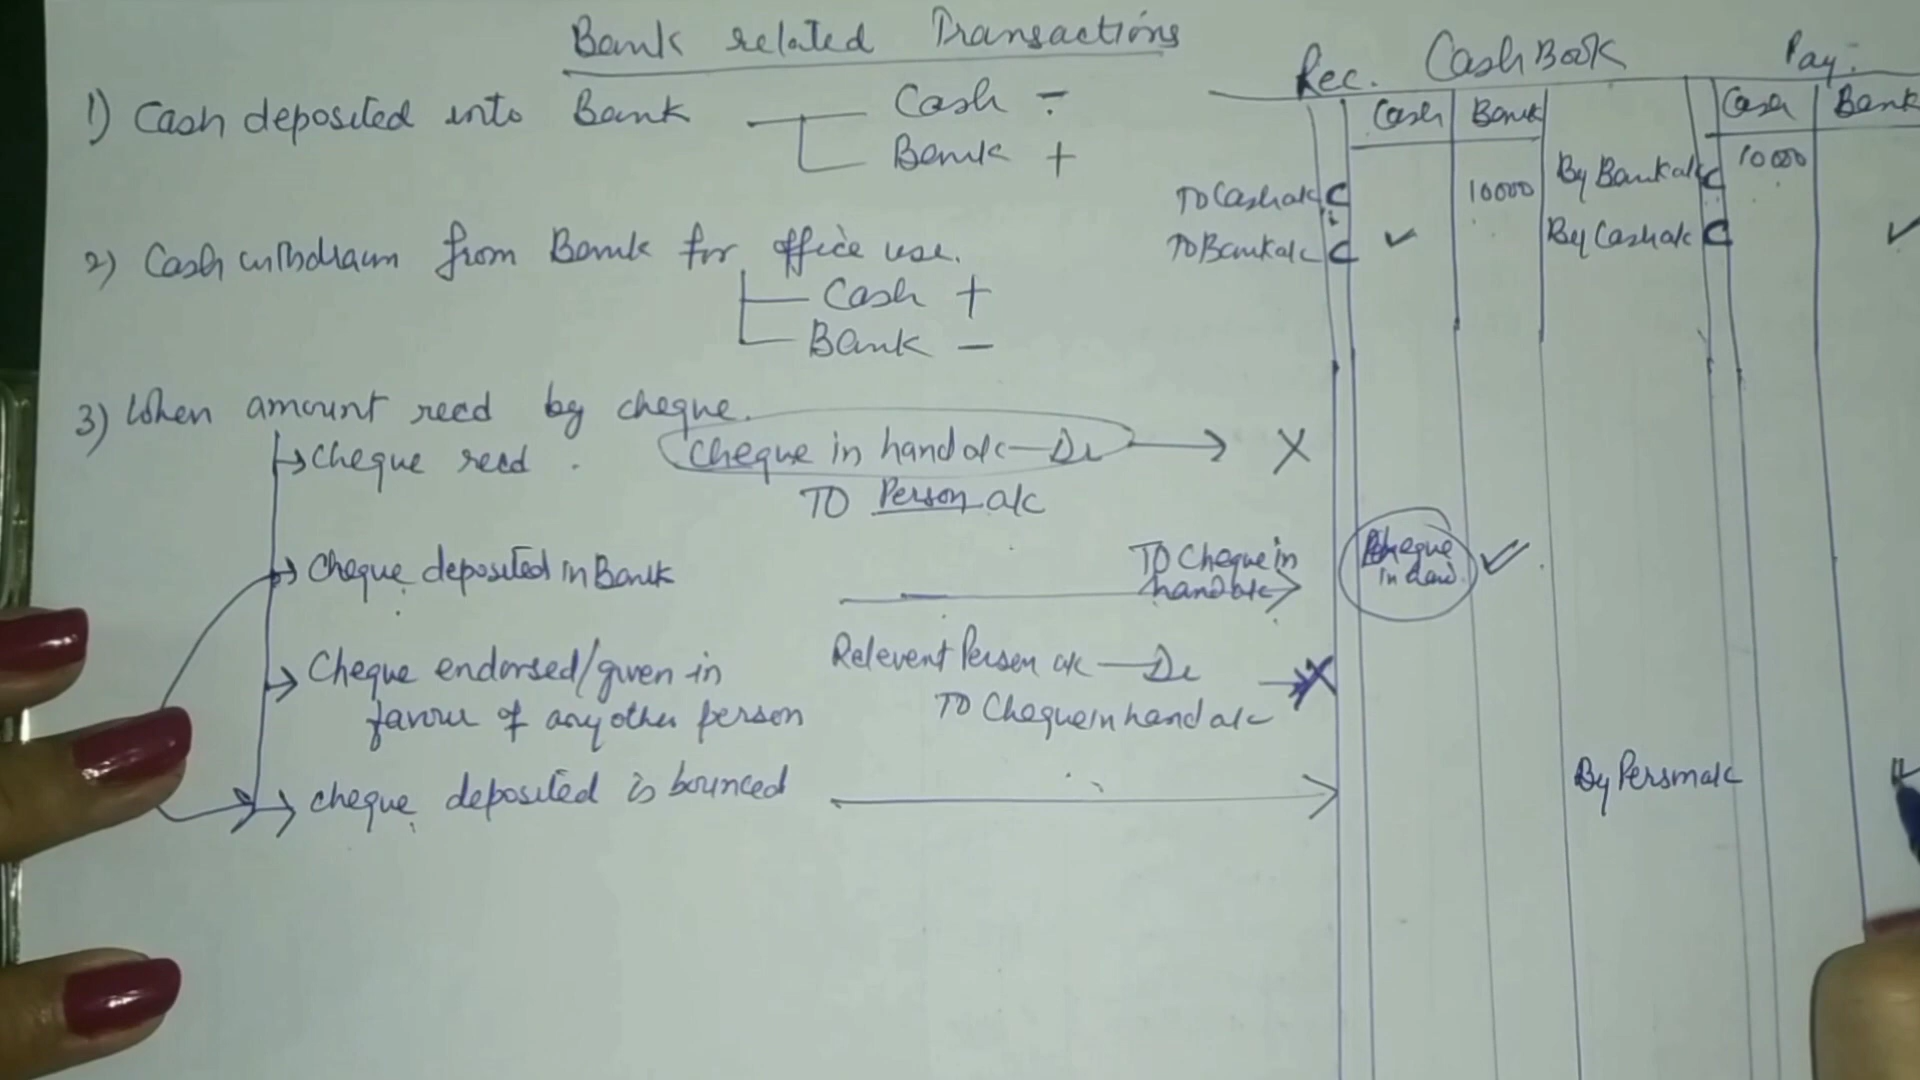 Bank related Transactions
1) Cash deposited into Bank
Cash -
Bank +
2) Cash withdrawn from Bank for office use.
Cash +
Bank -
3) When amount recd by cheque.
→ Cheque recd. Cheque in hand a/c — Dr → X
TO Person a/c
→ Cheque deposited in Bank
TO Cheque in
hand a/c
→ Cheque endorsed/given in
favour of any other person
Relevent Person a/c — Dr
TO Cheque in hand a/c → X
→ cheque deposited is bounced
Rec. Cash Book Pay:
Cash Bank Cash Bank
TO Cash a/c C 10000 By Bank a/c C 10000
TO Bank a/c C ✓ By Cash a/c C ✓
Cheque
in ✓
By Person a/c